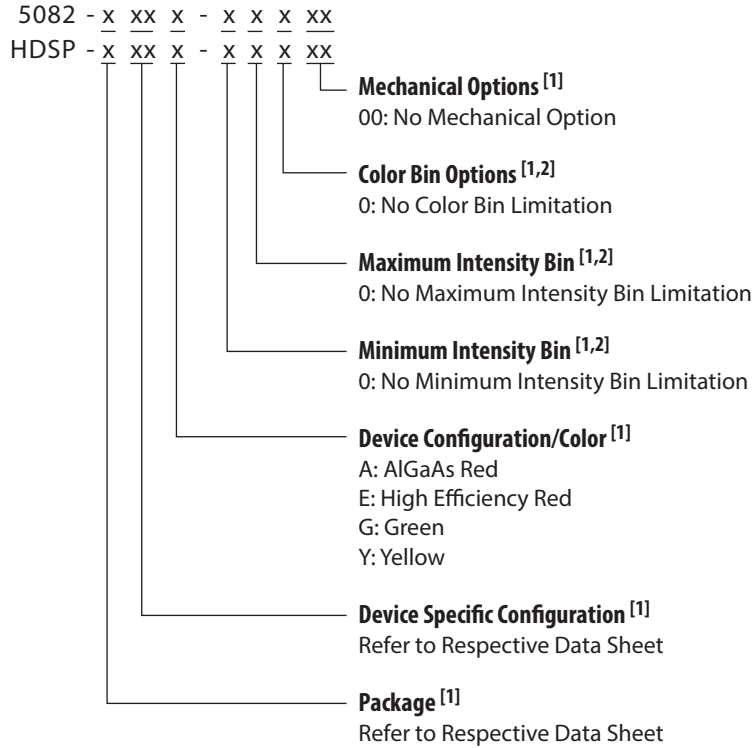 5082 - x xx x - x x x xx
HDSP - x xx x - x x x xx
Mechanical Options [1]
00: No Mechanical Option
Color Bin Options [1,2]
0: No Color Bin Limitation
Maximum Intensity Bin [1,2]
0: No Maximum Intensity Bin Limitation
Minimum Intensity Bin [1,2]
0: No Minimum Intensity Bin Limitation
Device Configuration/Color [1]
A: AlGaAs Red
E: High Efficiency Red
G: Green
Y: Yellow
Device Specific Configuration [1]
Refer to Respective Data Sheet
Package [1]
Refer to Respective Data Sheet